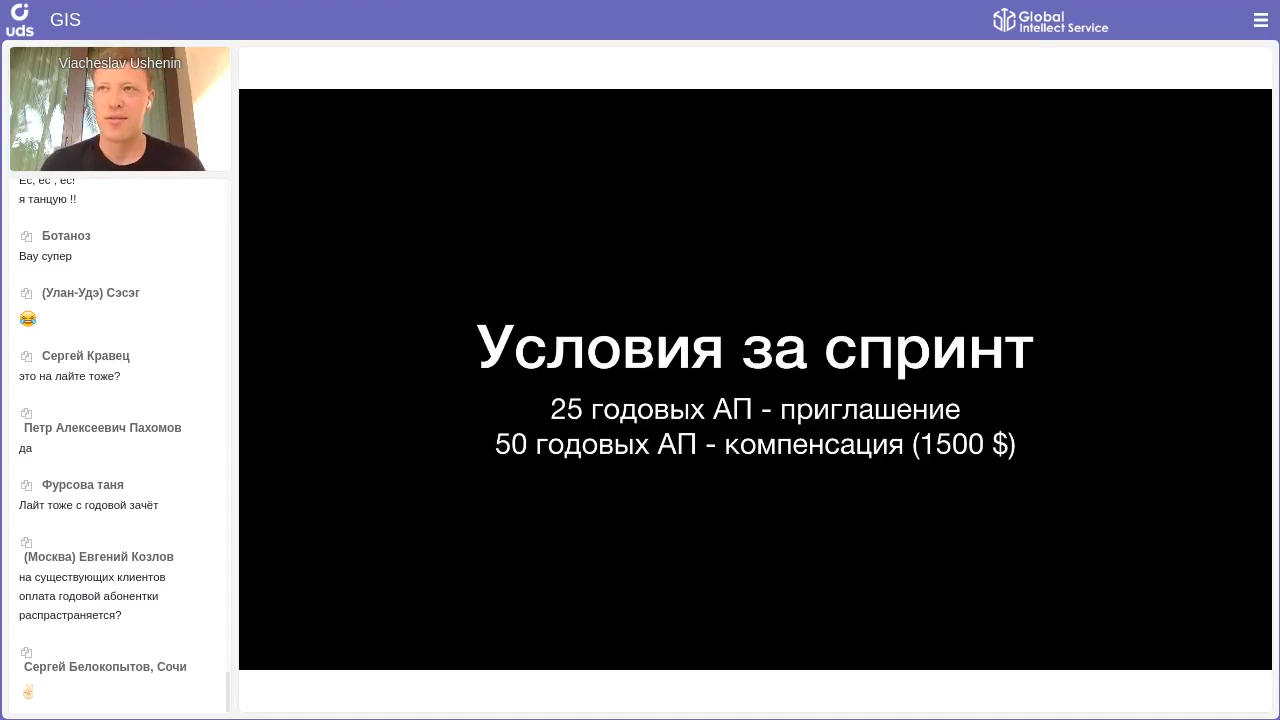 uds
GIS
Global
Intellect Service
Viacheslav Ushenin
Ес, ес , ес!
я танцую !!
Ботаноз
Вау супер
(Улан-Удэ) Сэсэг
Сергей Кравец
это на лайте тоже?
Петр Алексеевич Пахомов
да
Фурсова таня
Лайт тоже с годовой зачёт
(Москва) Евгений Козлов
на существующих клиентов
оплата годовой абонентки
распрастраняется?
Сергей Белокопытов, Сочи
Условия за спринт
25 годовых АП - приглашение
50 годовых АП - компенсация (1500 $)